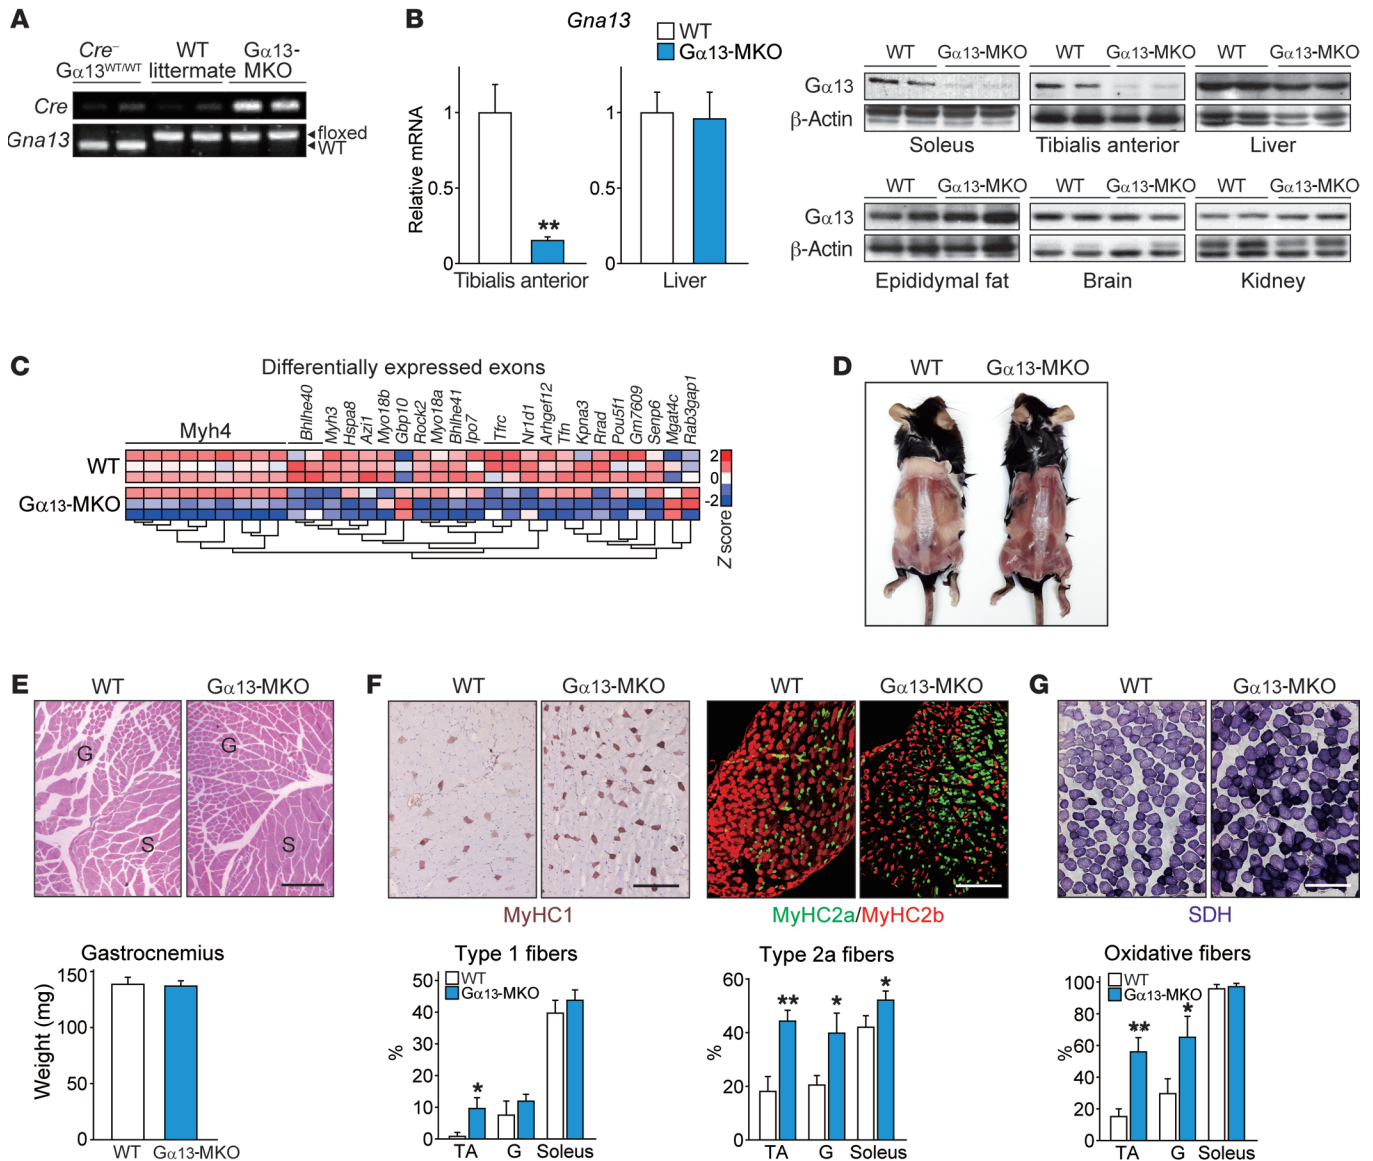 A
Cre–
Gα13WT/WT
WT
littermate
Gα13-
MKO
Cre
Gna13
floxed
WT
B
Gna13
WT
Gα13-MKO
Relative mRNA
1
0.5
0
**
Tibialis anterior
1
0.5
0
Liver
WT Gα13-MKO WT Gα13-MKO WT Gα13-MKO
Gα13
β-Actin
Soleus Tibialis anterior Liver
WT Gα13-MKO WT Gα13-MKO WT Gα13-MKO
Gα13
β-Actin
Epididymal fat Brain Kidney
C
Differentially expressed exons
Myh4
Bhlhe40
Myh3
Hspa8
Azi1
Myo18b
Gbp10
Rock2
Myo18a
Bhlhe41
Ipo7
Tfrc
Nr1d1
Arhgef12
Tfn
Kpna3
Rrad
Pou5f1
Gm7609
Senp6
Mgat4c
Rab3gap1
WT
Gα13-MKO
2
0
-2
Z score
D
WT Gα13-MKO
E
WT Gα13-MKO
G
S
G
S
Gastrocnemius
Weight (mg)
150
100
50
0
WT Gα13-MKO
F
WT Gα13-MKO
MyHC1
WT Gα13-MKO
MyHC2a/MyHC2b
Type 1 fibers
WT
Gα13-MKO
%
50
40
30
20
10
0
*
TA G Soleus
Type 2a fibers
%
60
40
20
0
** * *
TA G Soleus
G
WT Gα13-MKO
SDH
Oxidative fibers
WT
Gα13-MKO
%
100
80
60
40
20
0
** *
TA G Soleus